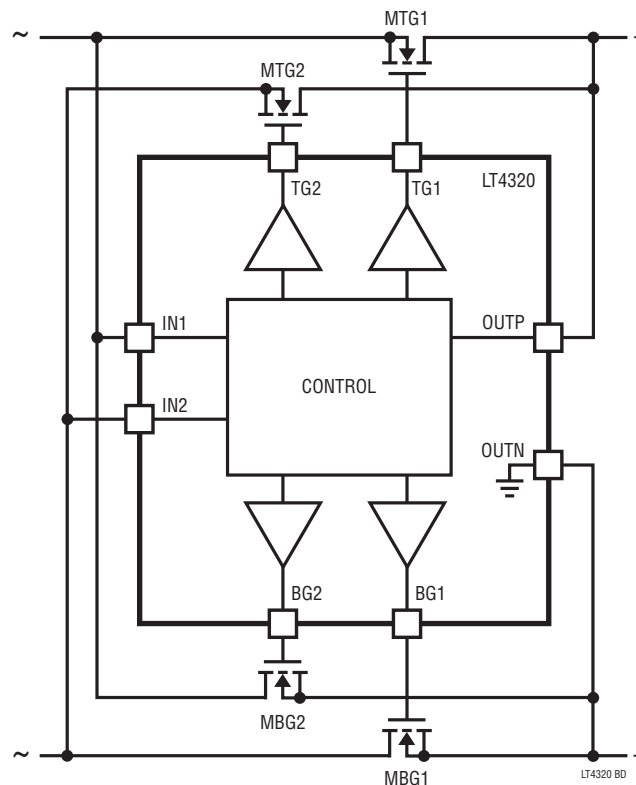 MTG1
~
MTG2
TG2
TG1
LT4320
IN1
OUTP
CONTROL
IN2
OUTN
BG2
BG1
MBG2
~
MBG1
LT4320 BD